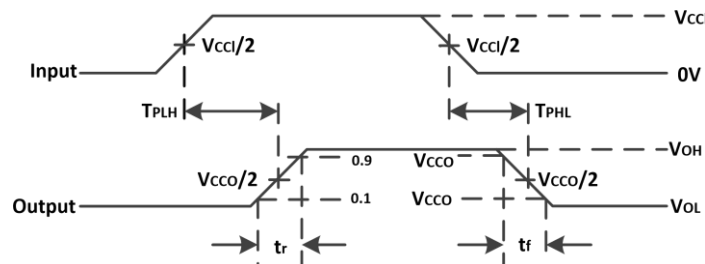 VCCI
VCCI/2
VCCI/2
Input
0V
TPLH
TPHL
VOH
0.9
VCCO
VCCO/2
VCCO/2
0.1
VCCO
Output
VOL
tr
tf